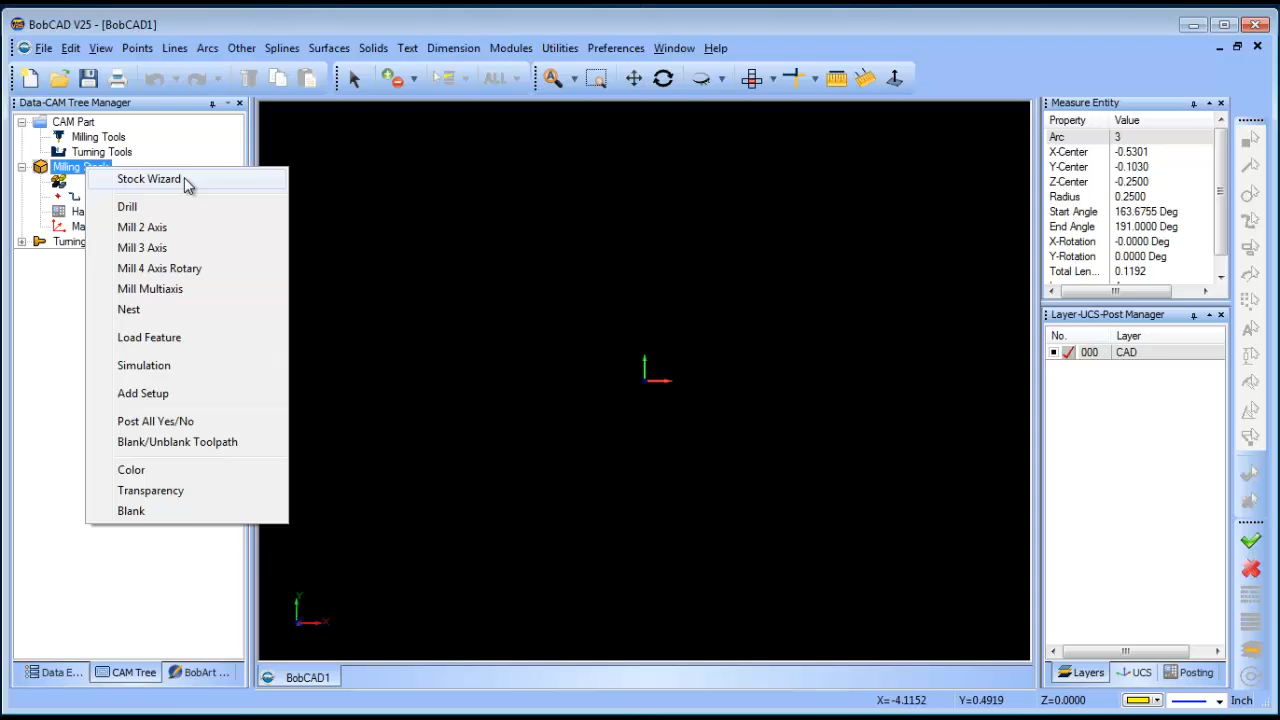 BobCAD V25 - [BobCAD1]
File Edit View Points Lines Arcs Other Splines Surfaces Solids Text Dimension Modules Utilities Preferences Window Help
ALL
Data-CAM Tree Manager
CAM Part
Milling Tools
Turning Tools
Milling Stock
Ha
Ma
Turning
Stock Wizard
Drill
Mill 2 Axis
Mill 3 Axis
Mill 4 Axis Rotary
Mill Multiaxis
Nest
Load Feature
Simulation
Add Setup
Post All Yes/No
Blank/Unblank Toolpath
Color
Transparency
Blank
Data E... CAM Tree BobArt ...
Y
X
BobCAD1
Measure Entity
Property Value
Arc 3
X-Center -0.5301
Y-Center -0.1030
Z-Center -0.2500
Radius 0.2500
Start Angle 163.6755 Deg
End Angle 191.0000 Deg
X-Rotation -0.0000 Deg
Y-Rotation 0.0000 Deg
Total Len... 0.1192
Layer-UCS-Post Manager
No. Layer
000 CAD
Layers UCS Posting
X=-4.1152 Y=0.4919 Z=0.0000 Inch